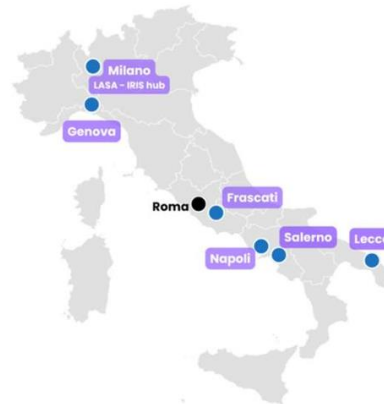 Milano
LASA - IRIS hub
Genova
Roma
Frascati
Salerno
Napoli
Lecce